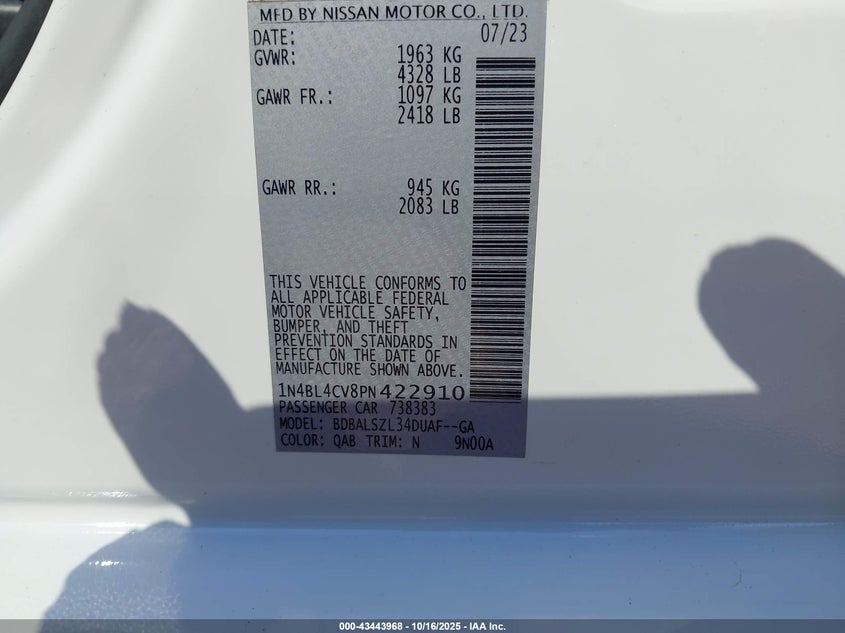 MFD BY NISSAN MOTOR CO., LTD.
DATE: 07/23
GVWR: 1963 KG
4328 LB
GAWR FR.: 1097 KG
2418 LB
GAWR RR.: 945 KG
2083 LB
THIS VEHICLE CONFORMS TO
ALL APPLICABLE FEDERAL
MOTOR VEHICLE SAFETY,
BUMPER, AND THEFT
PREVENTION STANDARDS IN
EFFECT ON THE DATE OF
MANUFACTURE SHOWN ABOVE.
1N4BL4CV8PN422910
PASSENGER CAR 738383
MODEL: BDBALSZL34DUAF--GA
COLOR: QAB TRIM: N 9N00A
000-43443968 - 10/16/2025 - IAA Inc.